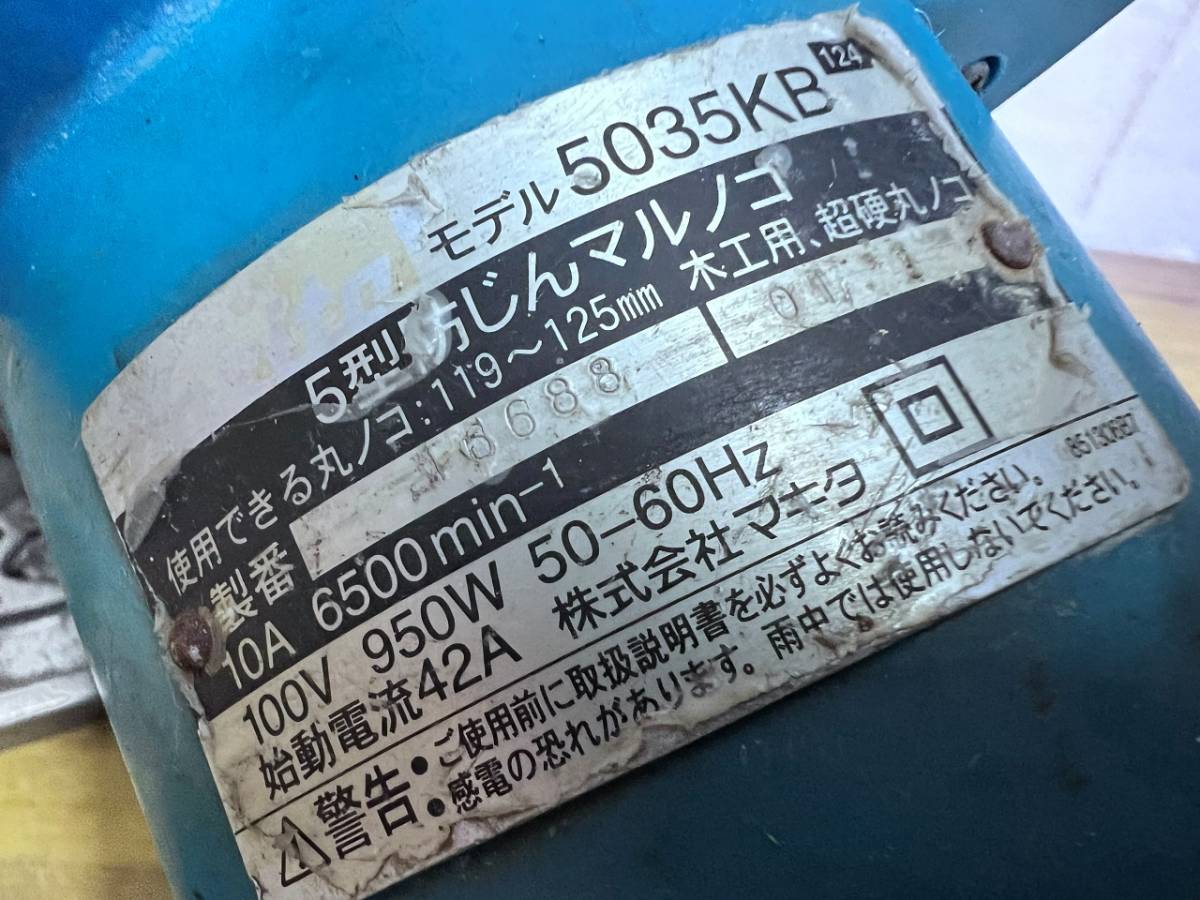 モデル 5035KB 124
5型防じんマルノコ
使用できる丸ノコ:119～125mm 木工用、超硬丸ノコ
製番 16688
10A 6500min-1
100V 950W 50-60Hz
始動電流42A 株式会社マキタ
861306B7
警告 ・ご使用前に取扱説明書を必ずよくお読みください。
・感電の恐れがあります。雨中では使用しないでください。